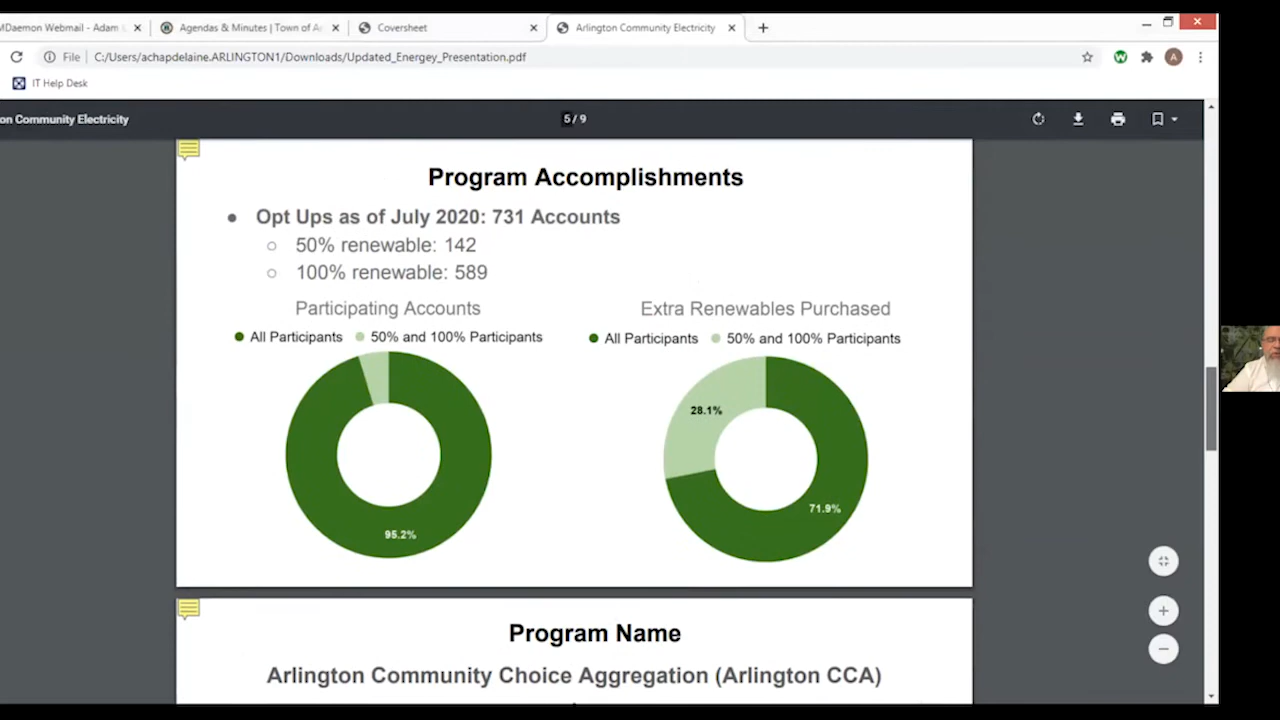 MDaemon Webmail - Adam
Agendas & Minutes | Town of A
Coversheet
Arlington Community Electricity
File
C:/Users/achapdelaine.ARLINGTON1/Downloads/Updated_Energey_Presentation.pdf
W
A
IT Help Desk
on Community Electricity
5 / 9
Program Accomplishments
Opt Ups as of July 2020: 731 Accounts
50% renewable: 142
100% renewable: 589
Participating Accounts
All Participants
50% and 100% Participants
95.2%
Extra Renewables Purchased
All Participants
50% and 100% Participants
28.1%
71.9%
Program Name
Arlington Community Choice Aggregation (Arlington CCA)